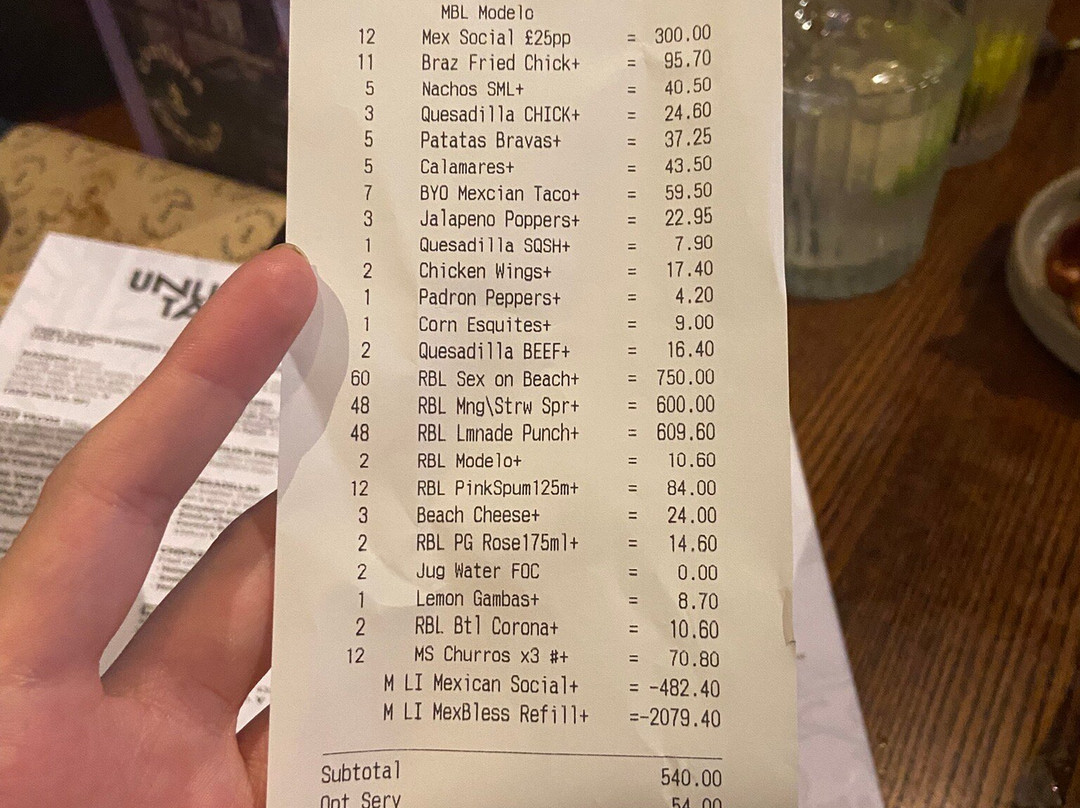 MBL Modelo
12 Mex Social £25pp = 300.00
11 Braz Fried Chick+ = 95.70
5 Nachos SML+ = 40.50
3 Quesadilla CHICK+ = 24.60
5 Patatas Bravas+ = 37.25
5 Calamares+ = 43.50
7 BYO Mexcian Taco+ = 59.50
3 Jalapeno Poppers+ = 22.95
1 Quesadilla SQSH+ = 7.90
2 Chicken Wings+ = 17.40
1 Padron Peppers+ = 4.20
1 Corn Esquites+ = 9.00
2 Quesadilla BEEF+ = 16.40
60 RBL Sex on Beach+ = 750.00
48 RBL Mng\Strw Spr+ = 600.00
48 RBL Lmnade Punch+ = 609.60
2 RBL Modelo+ = 10.60
12 RBL PinkSpum125m+ = 84.00
3 Beach Cheese+ = 24.00
2 RBL PG Rose175ml+ = 14.60
2 Jug Water FOC = 0.00
1 Lemon Gambas+ = 8.70
2 RBL Btl Corona+ = 10.60
12 MS Churros x3 #+ = 70.80
M LI Mexican Social+ = -482.40
M LI MexBless Refill+ =-2079.40
Subtotal 540.00
Opt Serv 54.00